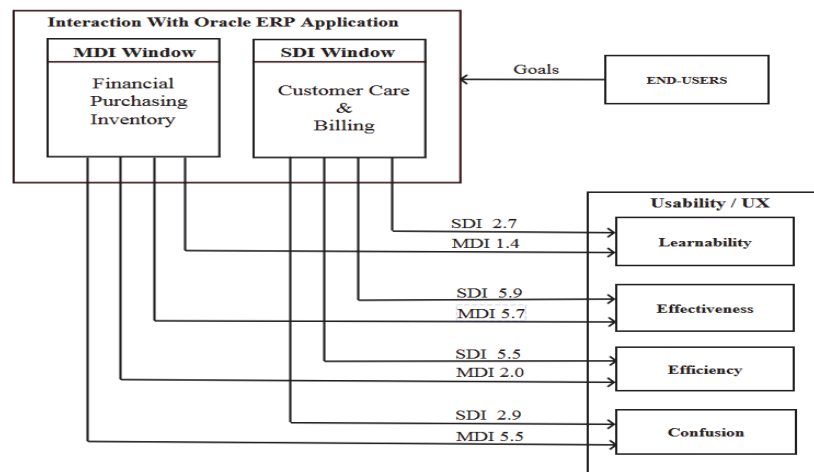 Interaction With Oracle ERP Application
MDI Window
Financial
Purchasing
Inventory
SDI Window
Customer Care
&
Billing
Goals
END-USERS
Usability / UX
SDI 2.7
MDI 1.4
Learnability
SDI 5.9
MDI 5.7
Effectiveness
SDI 5.5
MDI 2.0
Efficiency
SDI 2.9
MDI 5.5
Confusion